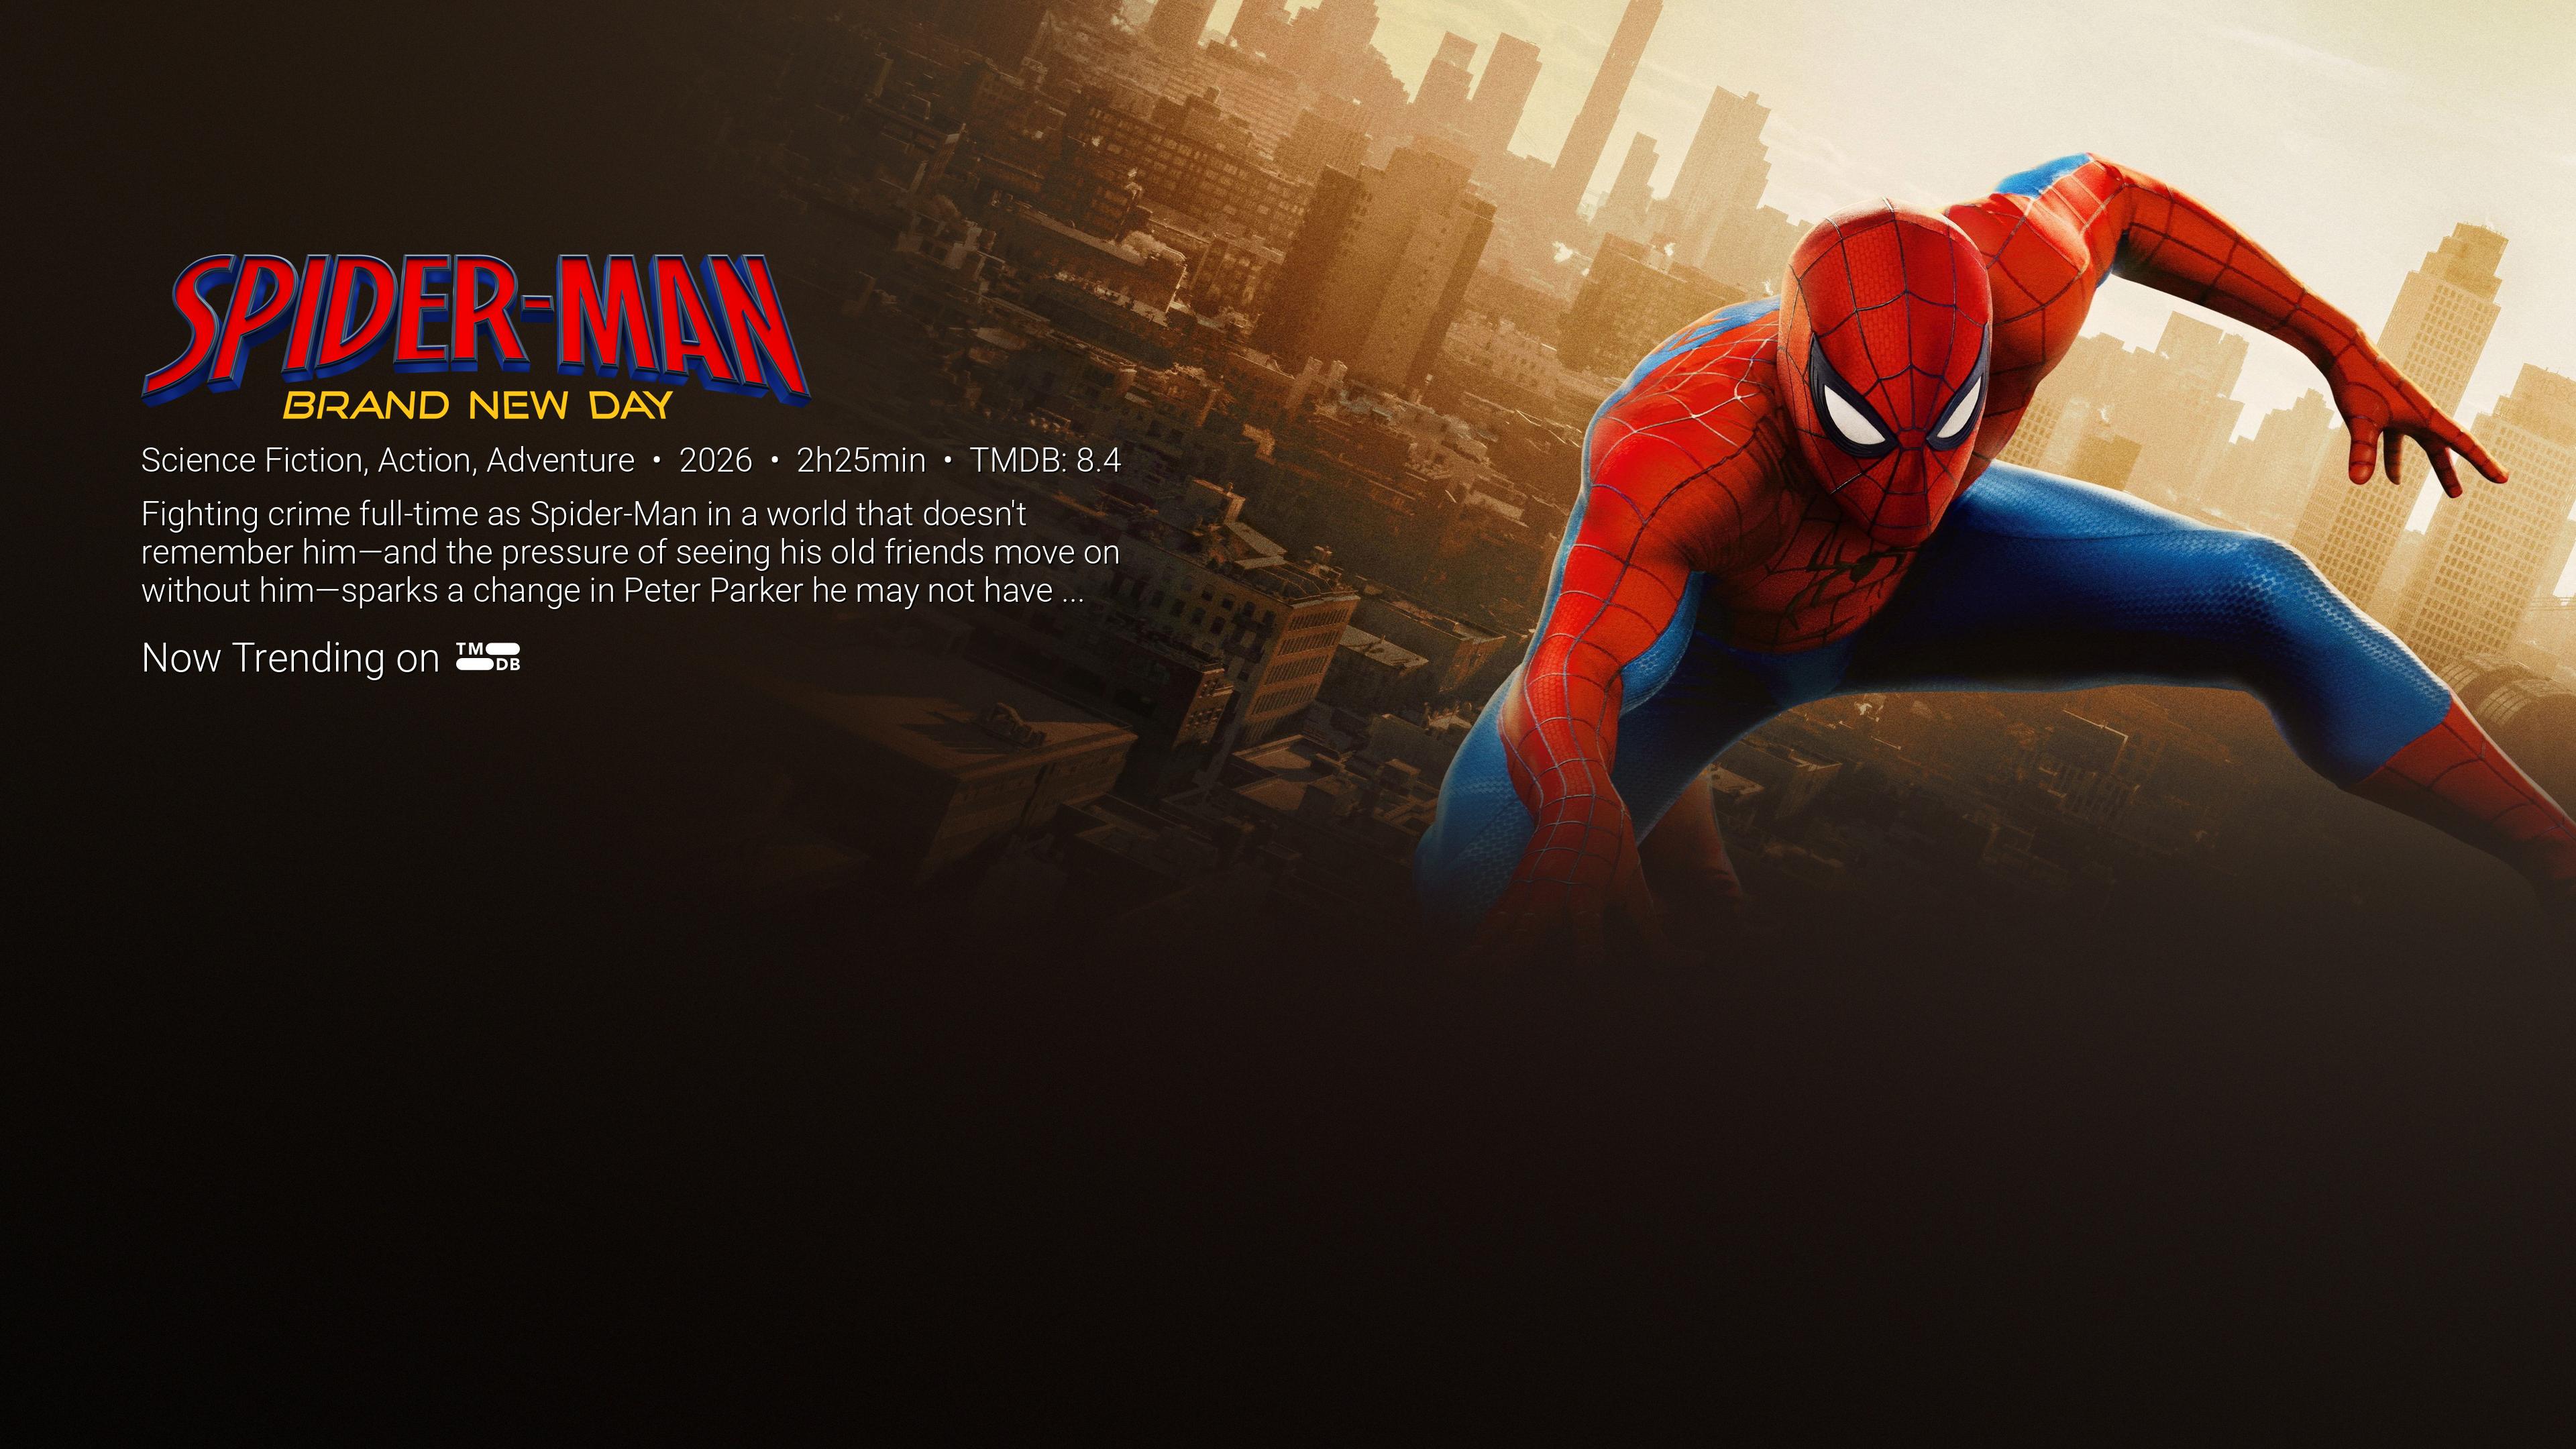 SPIDER-MAN
BRAND NEW DAY
Science Fiction, Action, Adventure • 2026 • 2h25min • TMDB: 8.4
Fighting crime full-time as Spider-Man in a world that doesn't
remember him—and the pressure of seeing his old friends move on
without him—sparks a change in Peter Parker he may not have ...
Now Trending on TMDB